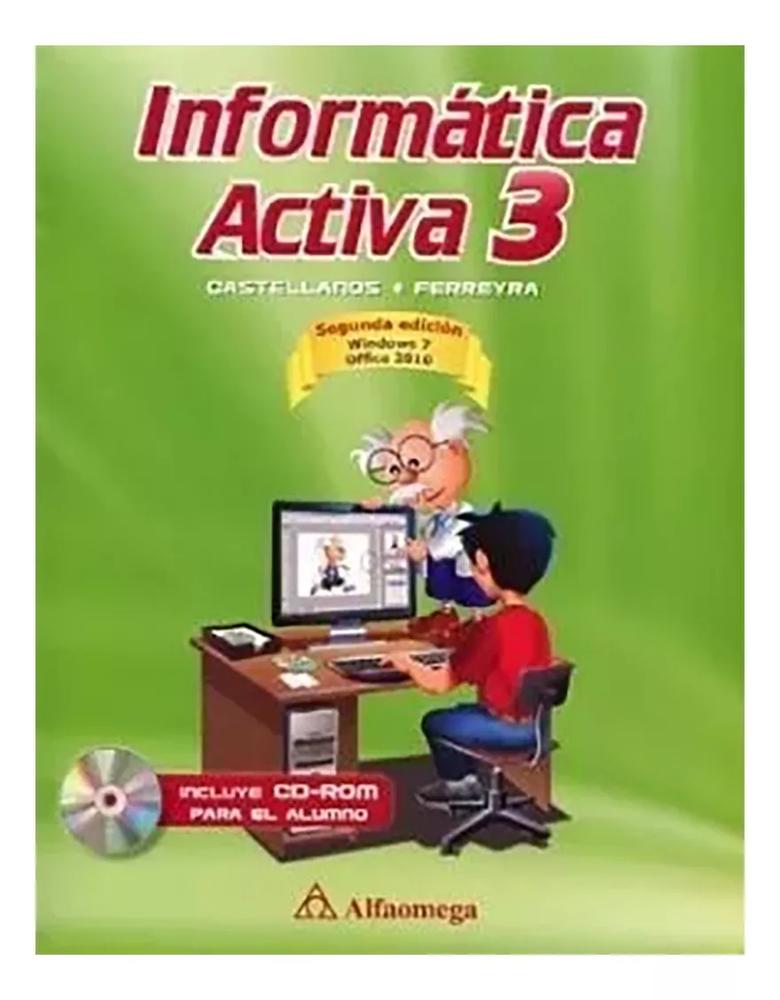 Informática
Activa 3
CASTELLANOS • FERREYRA
Segunda edición
Windows 7
Office 2010
INCLUYE CD-ROM
PARA EL ALUMNO
Alfaomega